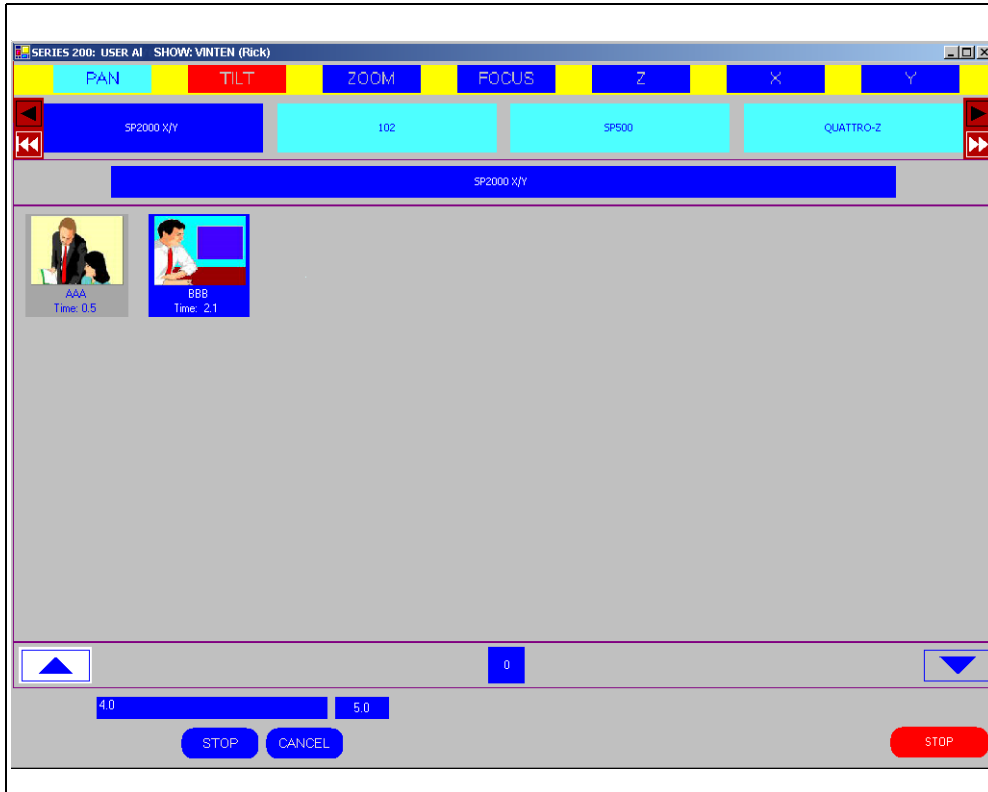 SERIES 200: USER AI SHOW: VINTEN (Rick)
PAN TILT ZOOM FOCUS Z X Y
SP2000 X/Y 102 SP500 QUATTRO-Z
SP2000 X/Y
AAA BBB
Time: 0.5 Time: 2.1
0
4.0 5.0
STOP CANCEL STOP